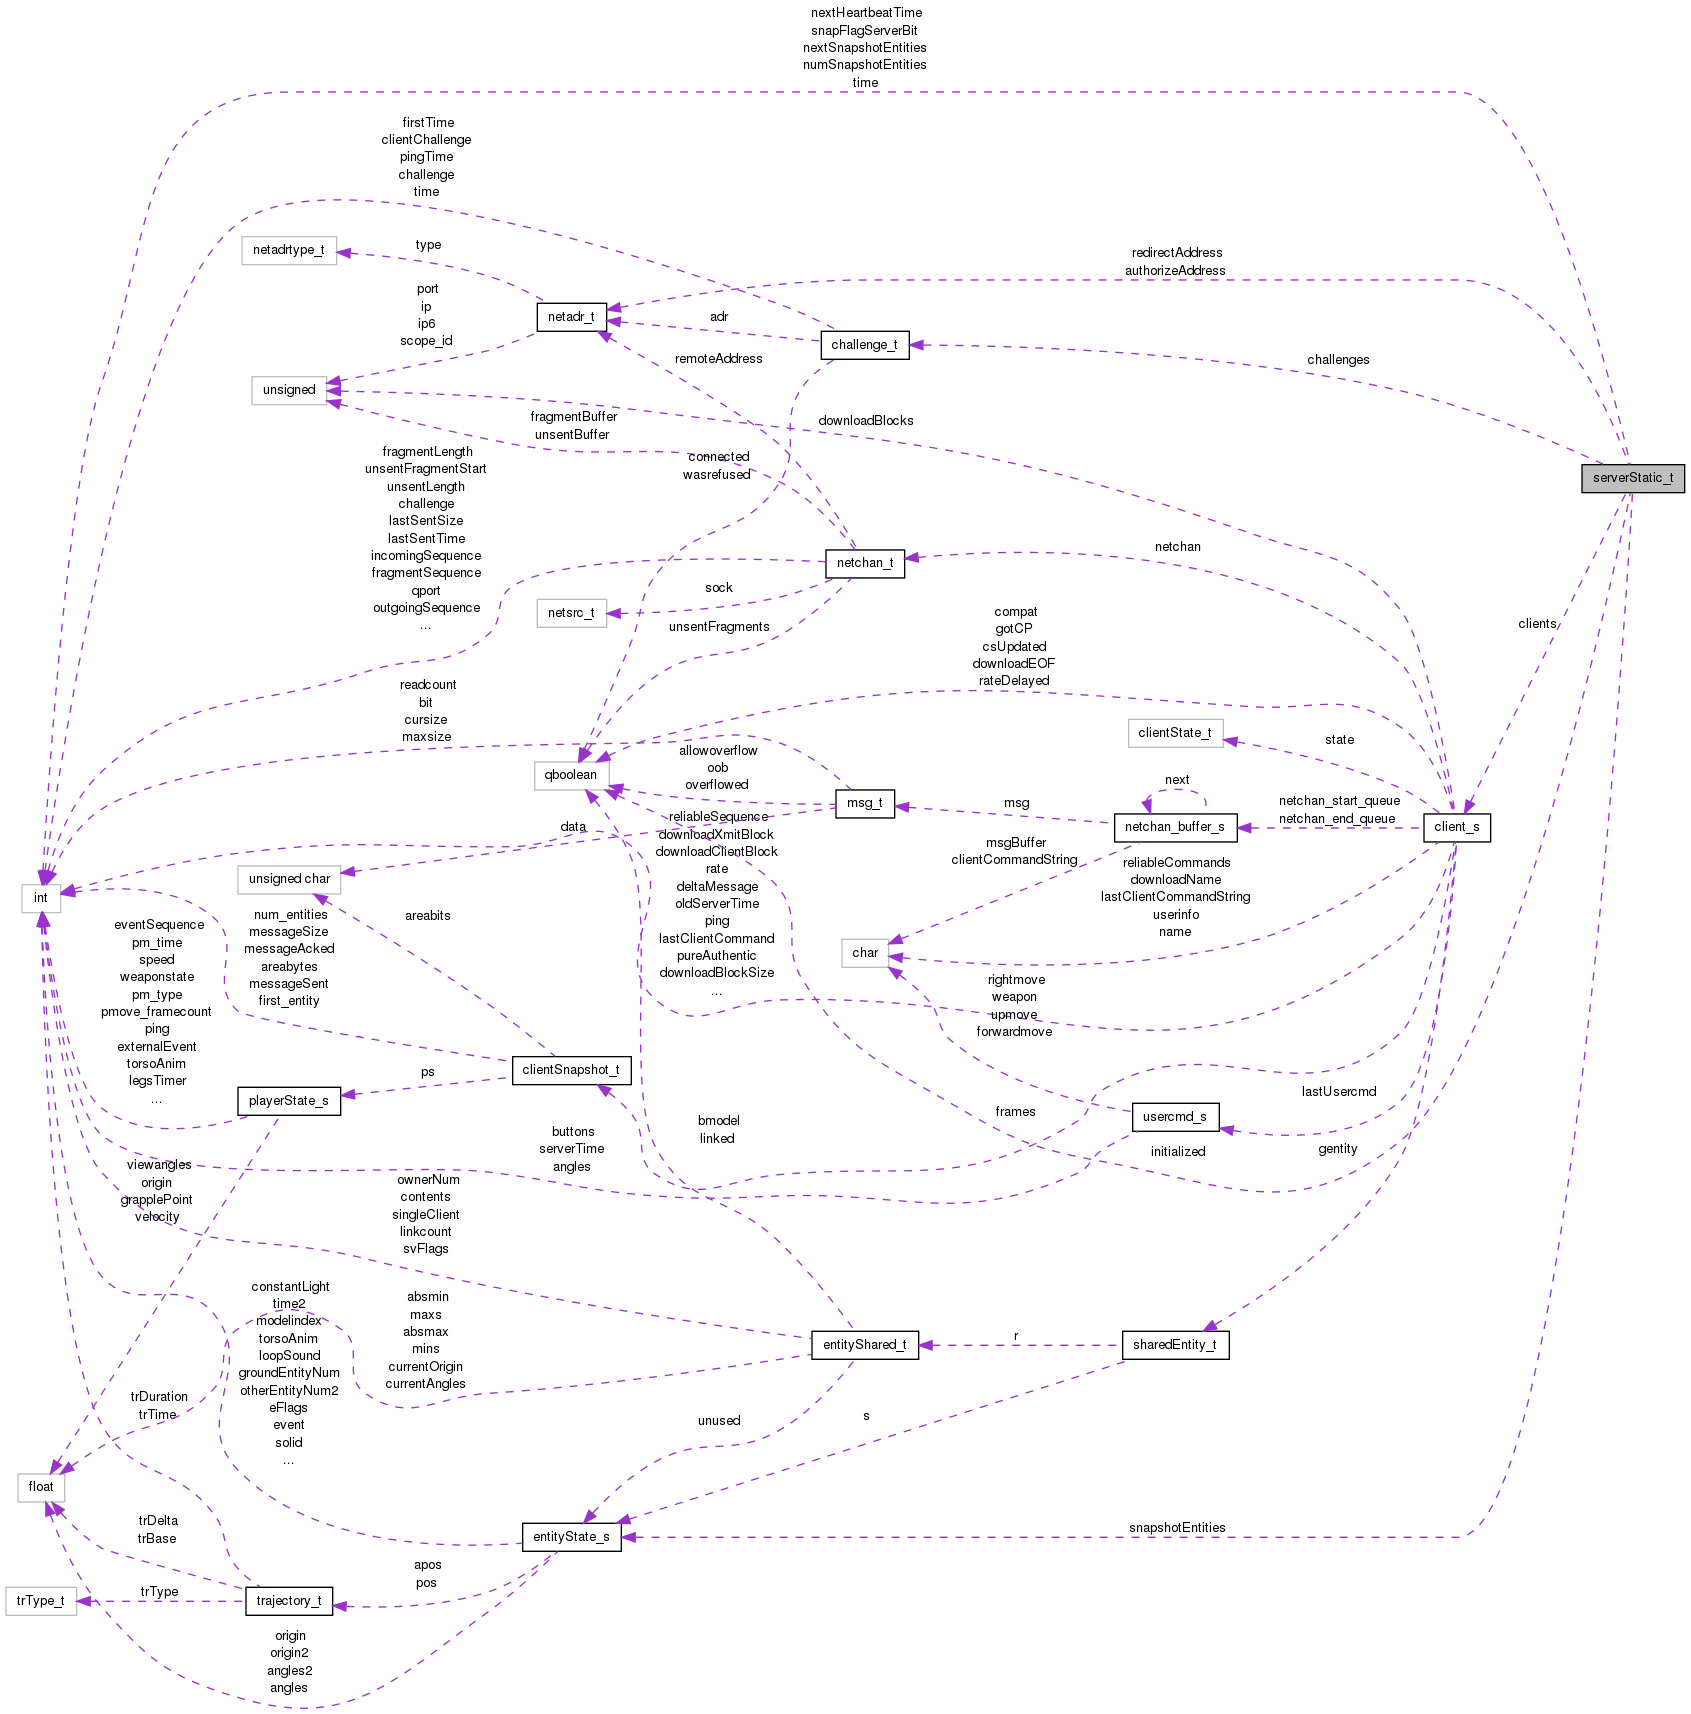 nextHeartbeatTime
snapFlagServerBit
nextSnapshotEntities
numSnapshotEntities
time
firstTime
clientChallenge
pingTime
challenge
time
netadrtype_t
type
redirectAddress
authorizeAddress
port
ip
ip6
scope_id
netadr_t
adr
challenge_t
remoteAddress
challenges
unsigned
fragmentBuffer
unsentBuffer
downloadBlocks
connected
wasrefused
serverStatic_t
fragmentLength
unsentFragmentStart
unsentLength
challenge
lastSentSize
lastSentTime
incomingSequence
fragmentSequence
qport
outgoingSequence
...
netchan_t
netchan
netsrc_t
sock
unsentFragments
compat
gotCP
csUpdated
downloadEOF
rateDelayed
clients
readcount
bit
cursize
maxsize
clientState_t
state
qboolean
allowoverflow
oob
overflowed
msg_t
msg
next
netchan_buffer_s
netchan_start_queue
netchan_end_queue
client_s
data
reliableSequence
downloadXmitBlock
downloadClientBlock
rate
deltaMessage
oldServerTime
ping
lastClientCommand
pureAuthentic
downloadBlockSize
...
msgBuffer
clientCommandString
reliableCommands
downloadName
lastClientCommandString
userinfo
name
unsigned char
int
areabits
char
eventSequence
pm_time
speed
weaponstate
pm_type
pmove_framecount
ping
externalEvent
torsoAnim
legsTimer
...
num_entities
messageSize
messageAcked
areabytes
messageSent
first_entity
rightmove
weapon
upmove
forwardmove
clientSnapshot_t
ps
playerState_s
frames
usercmd_s
lastUsercmd
bmodel
linked
initialized
gentity
buttons
serverTime
angles
viewangles
origin
grapplePoint
velocity
ownerNum
contents
singleClient
linkcount
svFlags
constantLight
time2
modelindex
torsoAnim
loopSound
groundEntityNum
otherEntityNum2
eFlags
event
solid
...
absmin
maxs
absmax
mins
currentOrigin
currentAngles
entityShared_t
r
sharedEntity_t
trDuration
trTime
unused
s
float
trDelta
trBase
entityState_s
snapshotEntities
apos
pos
trType_t
trType
trajectory_t
origin
origin2
angles2
angles